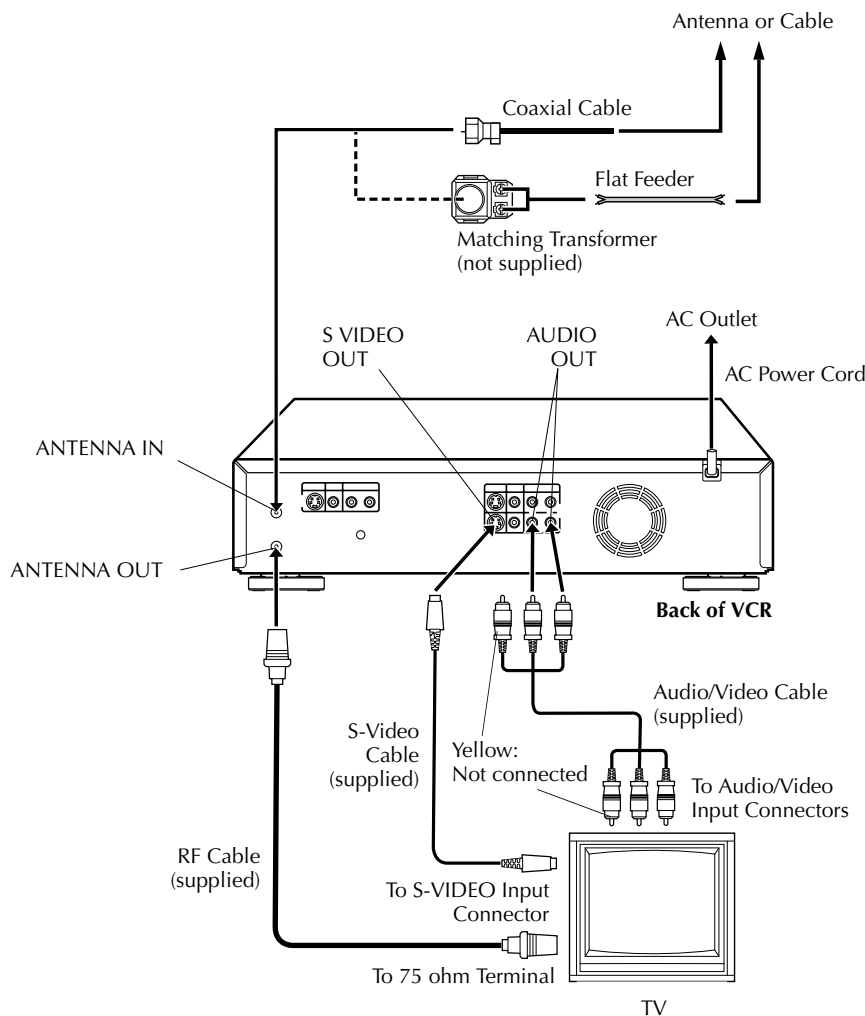 Antenna or Cable
Coaxial Cable
Flat Feeder
Matching Transformer
(not supplied)
S VIDEO
OUT
AUDIO
OUT
AC Outlet
AC Power Cord
ANTENNA IN
ANTENNA OUT
Back of VCR
Audio/Video Cable
(supplied)
S-Video
Cable
(supplied)
Yellow:
Not connected
To Audio/Video
Input Connectors
RF Cable
(supplied)
To S-VIDEO Input
Connector
To 75 ohm Terminal
TV